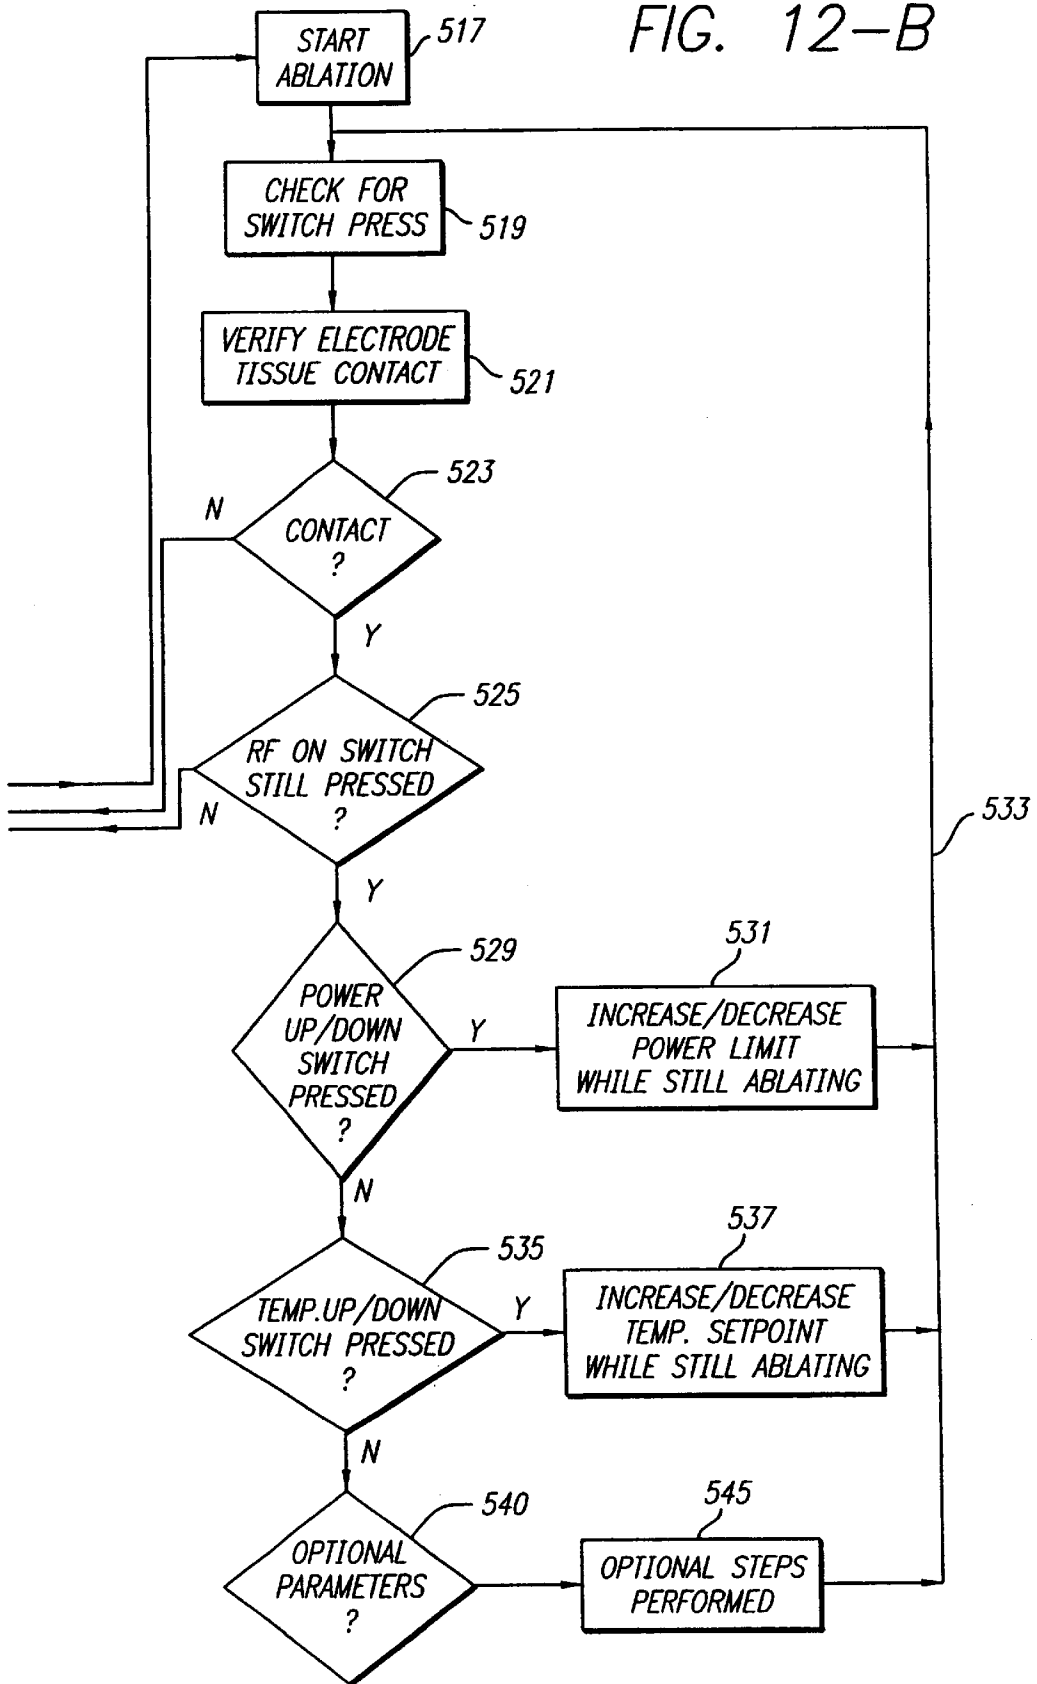 FIG. 12-B
START
ABLATION
517
CHECK FOR
SWITCH PRESS
519
VERIFY ELECTRODE
TISSUE CONTACT
521
523
N
CONTACT
?
Y
525
RF ON SWITCH
STILL PRESSED
?
N
533
Y
529
531
POWER
UP/DOWN
SWITCH
PRESSED
?
Y
INCREASE/DECREASE
POWER LIMIT
WHILE STILL ABLATING
N
535
537
TEMP.UP/DOWN
SWITCH PRESSED
?
Y
INCREASE/DECREASE
TEMP. SETPOINT
WHILE STILL ABLATING
N
540
545
OPTIONAL
PARAMETERS
?
OPTIONAL STEPS
PERFORMED